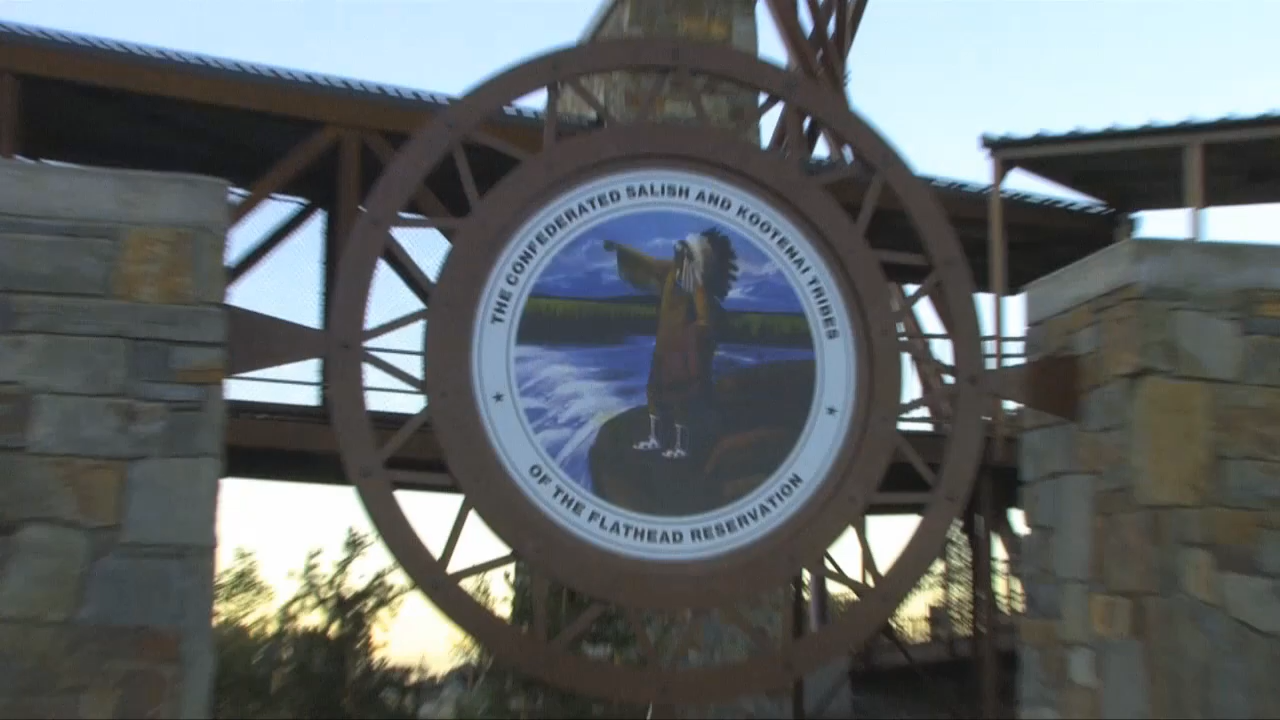 THE CONFEDERATED SALISH AND KOOTENAI TRIBES
OF THE FLATHEAD RESERVATION